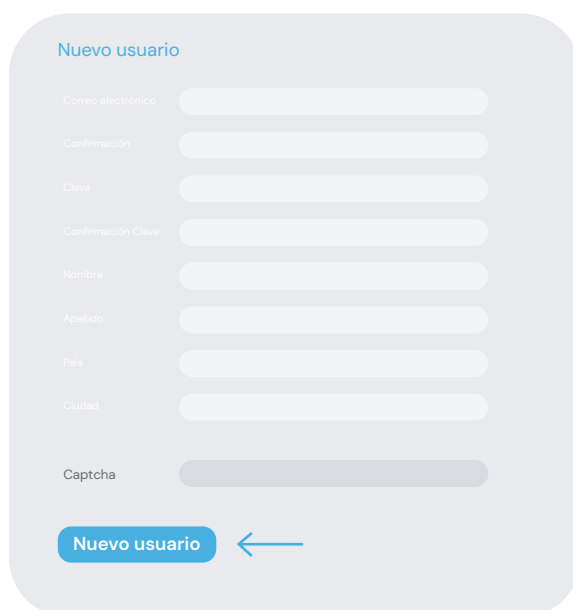 Nuevo usuario
Correo electrónico
Confirmación
Clave
Confirmación Clave
Nombre
Apellido
País
Ciudad
Captcha
Nuevo usuario